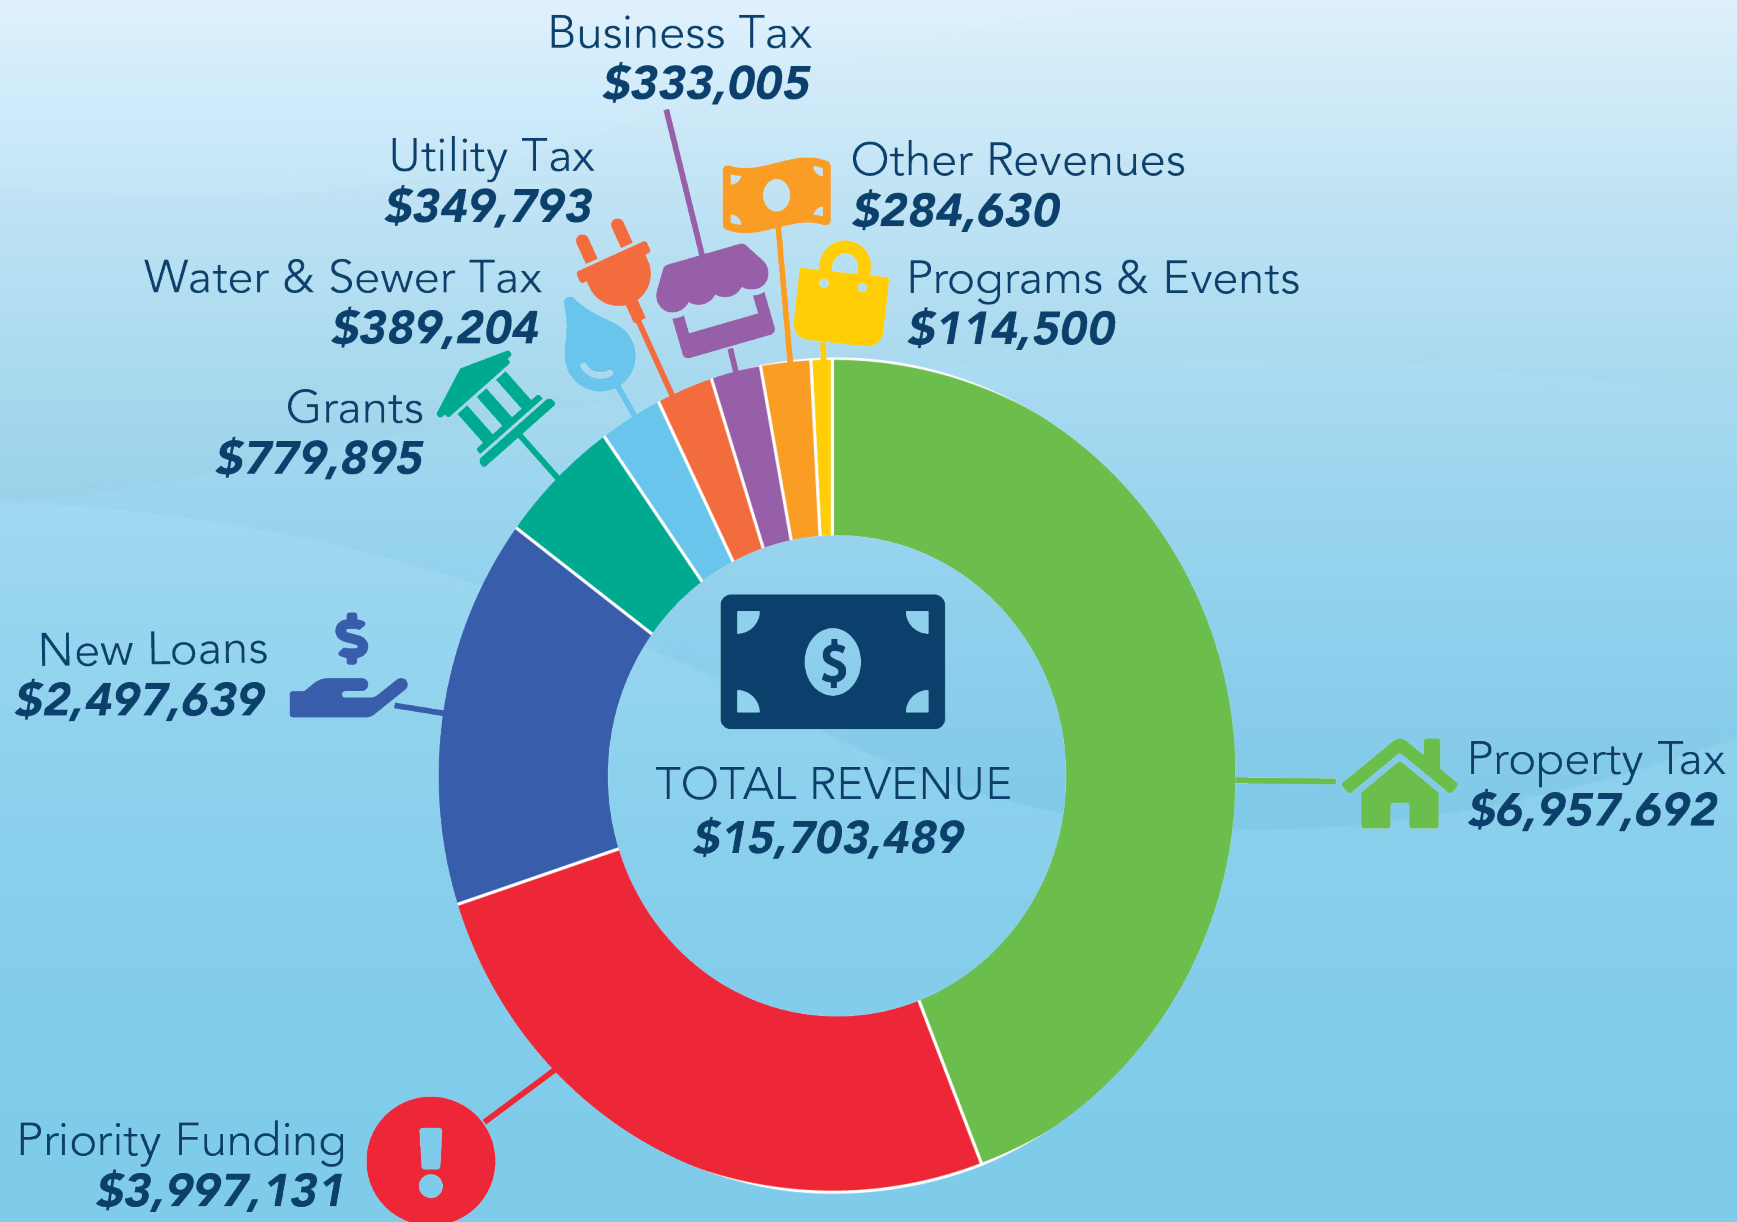 Business Tax
$333,005
Utility Tax
$349,793
Other Revenues
$284,630
Water & Sewer Tax
$389,204
Programs & Events
$114,500
Grants
$779,895
New Loans
$2,497,639
$
$
TOTAL REVENUE
$15,703,489
Property Tax
$6,957,692
Priority Funding
$3,997,131
!